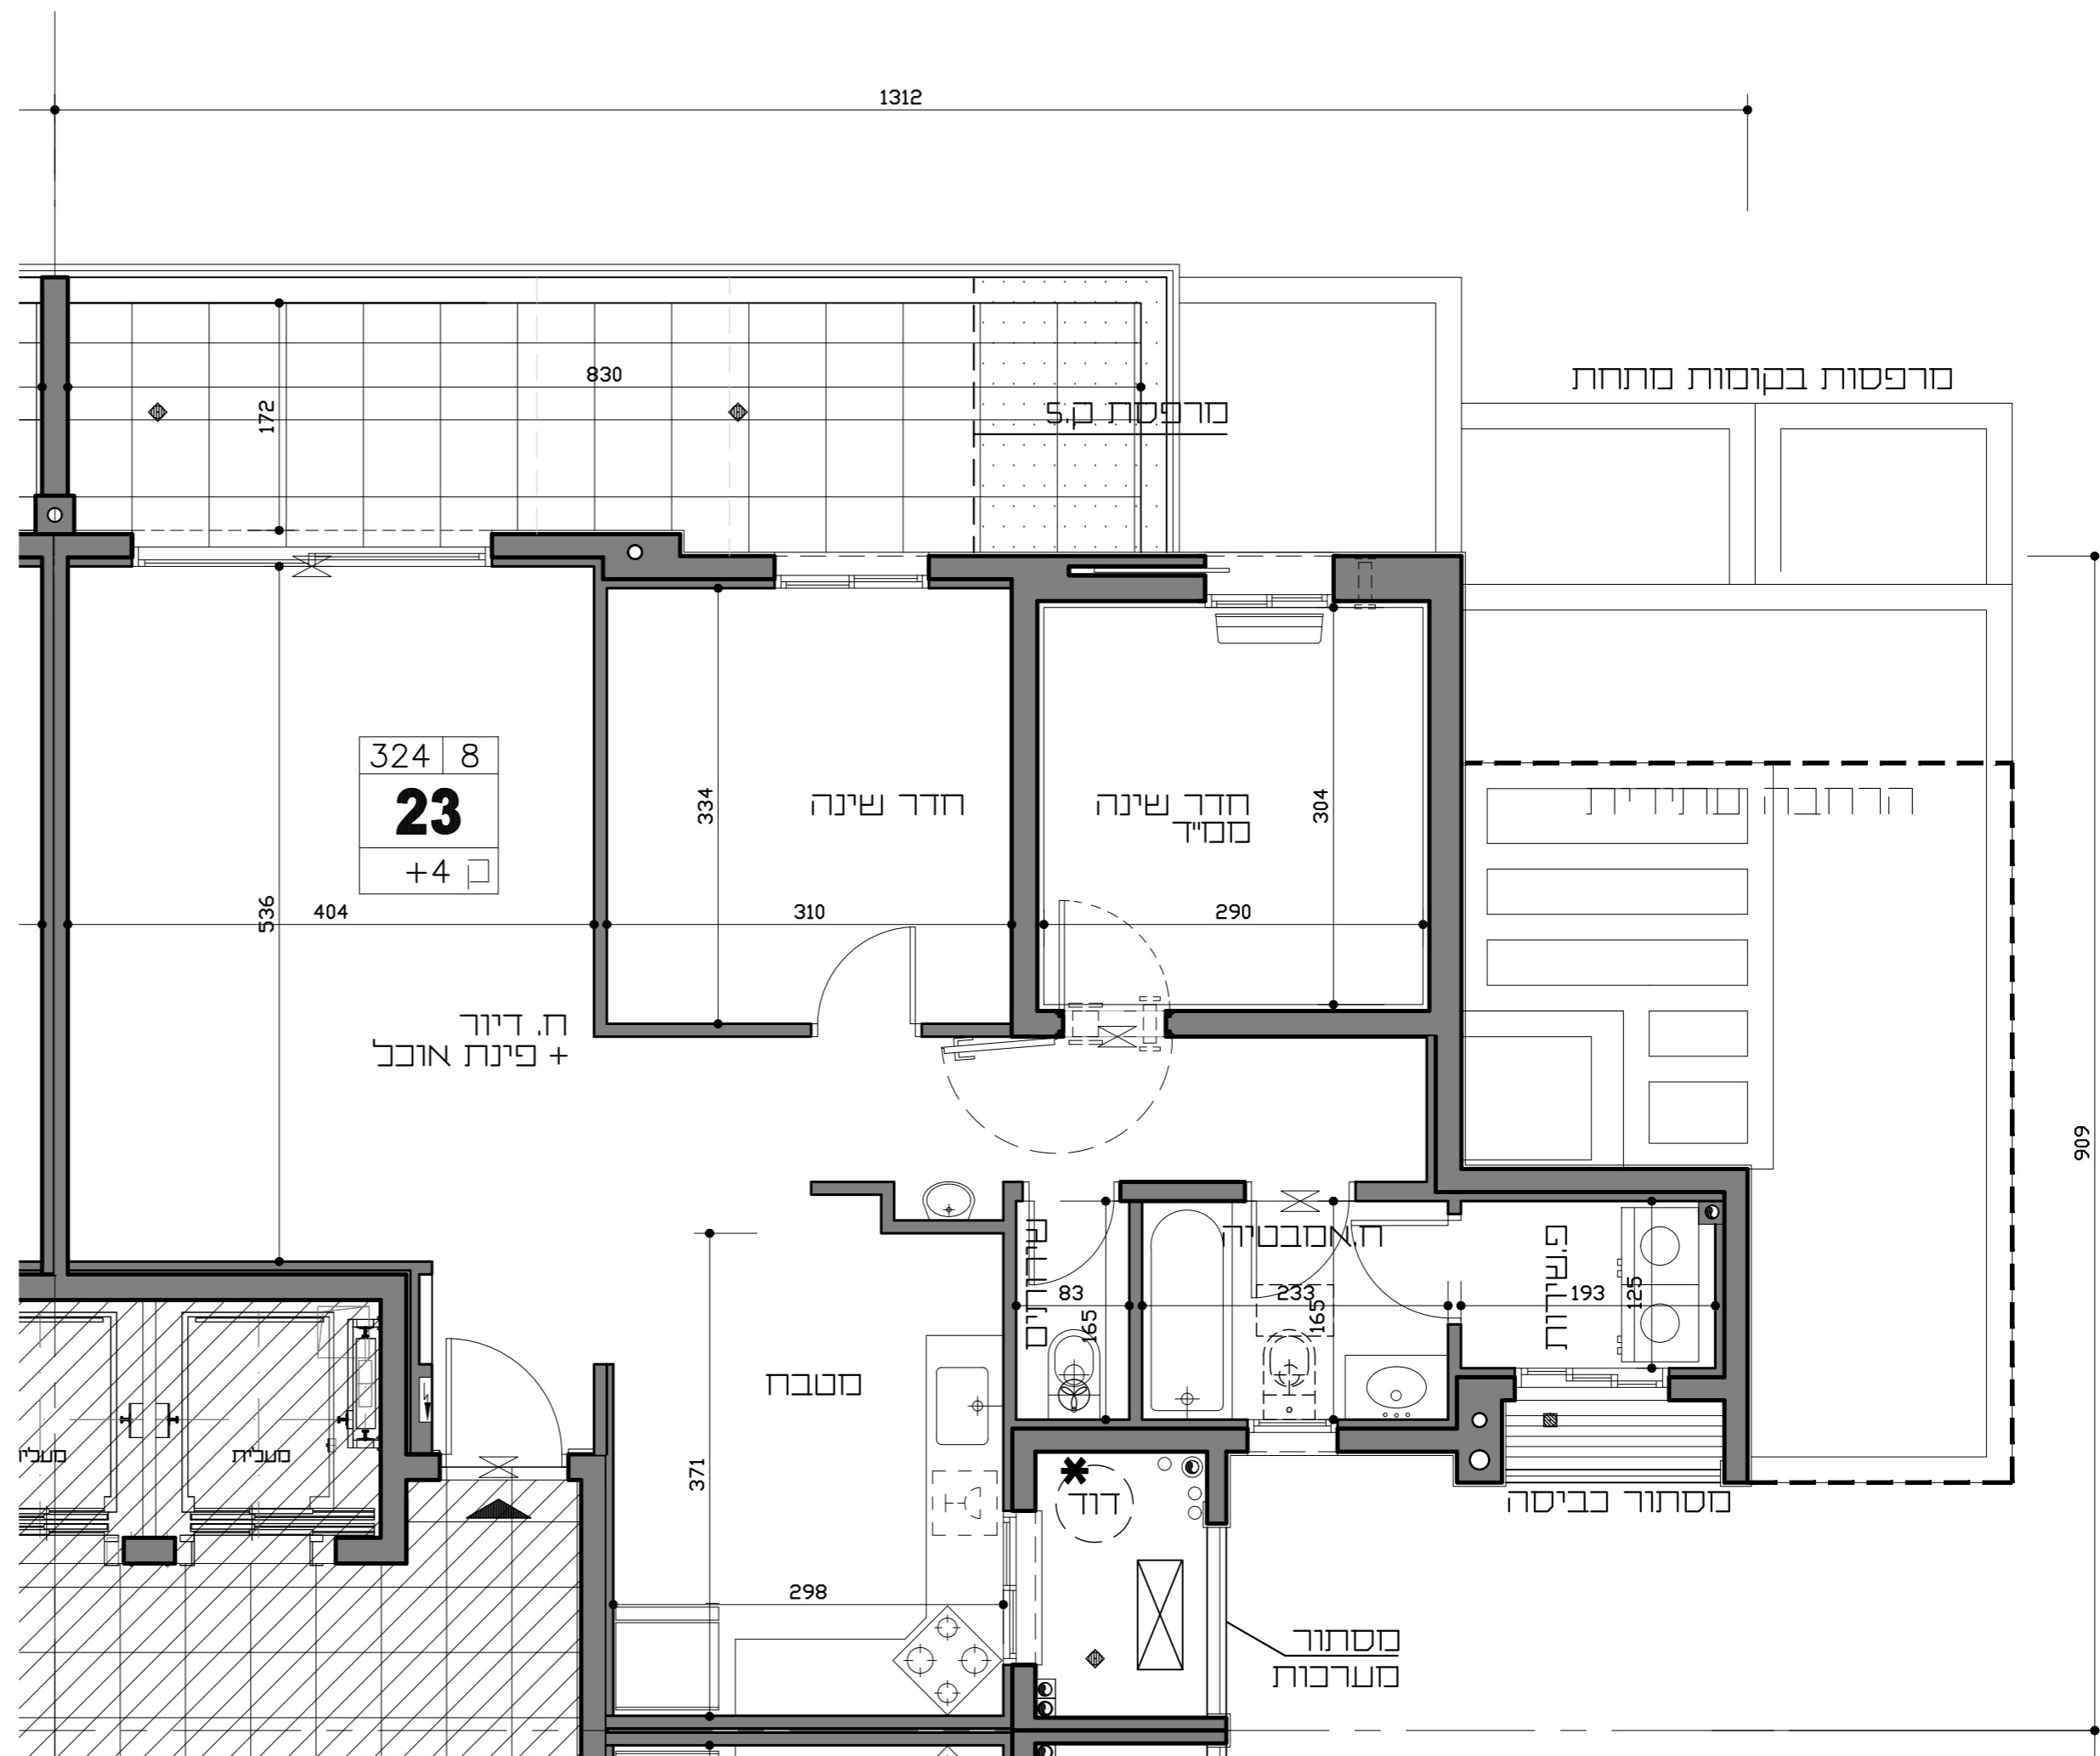 1312
מרפסות בקומות מתחת
830
172
מרפסת ק.5
324 8
23
ק 4+
334
חדר שינה
חדר שינה
ממ"ד
304
הרחבה עתידית
536
404
310
290
ח. דיור
+ פינת אוכל
909
שירותים
ח.אמבטיה
פ.שירות
83
165
233
165
193
125
מטבח
מעלית
371
דוד
מסתור כביסה
298
מסתור
מערכות